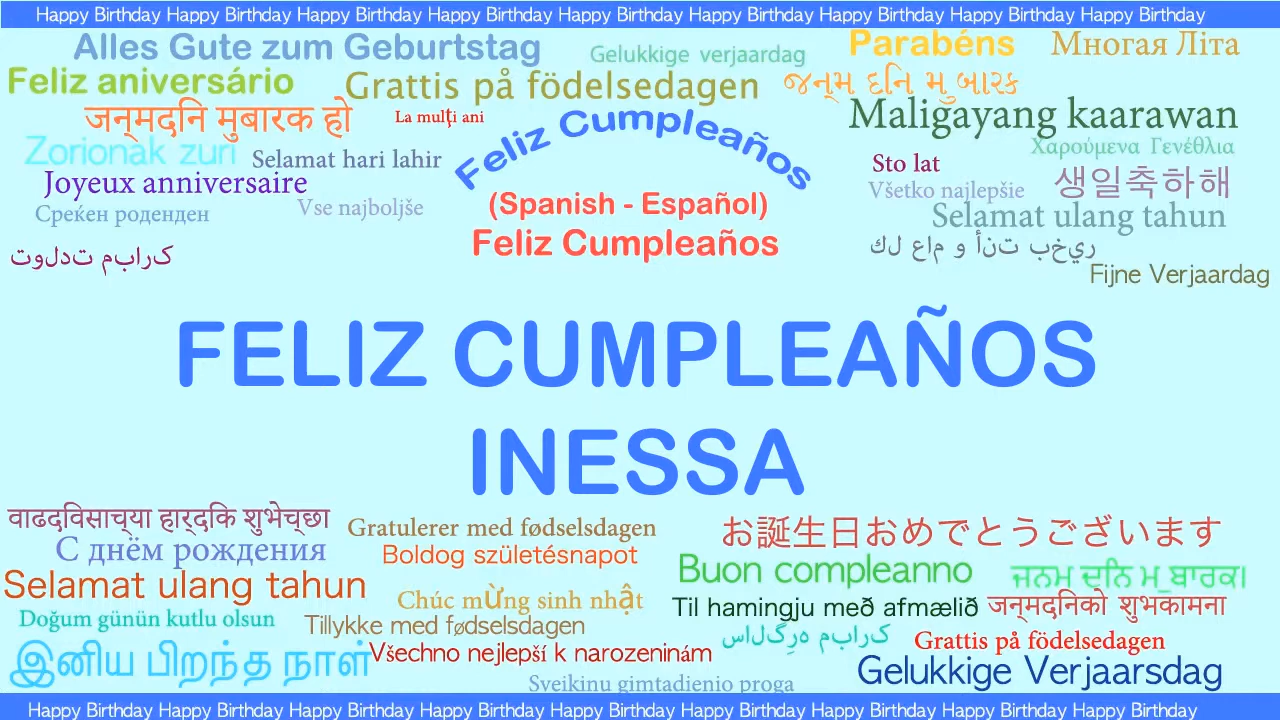 Happy Birthday Happy Birthday Happy Birthday Happy Birthday Happy Birthday Happy Birthday Happy Birthday Happy Birthday Happy Birthday
Alles Gute zum Geburtstag
Gelukkige verjaardag
Parabéns
Многая Літа
Feliz aniversário
Grattis på födelsedagen
જન્મ દિન મુબારક
जन्मदिन मुबारक हो
La mulţi ani
Feliz Cumpleaños
Maligayang kaarawan
Zorionak zuri
Selamat hari lahir
Sto lat
Χαρούμενα Γενέθλια
Joyeux anniversaire
Všetko najlepšie
생일축하해
Среќен роденден
Vse najboljše
(Spanish - Español)
Selamat ulang tahun
Feliz Cumpleaños
تولدت مبارک
كل عام و أنت بخير
Fijne Verjaardag
FELIZ CUMPLEAÑOS
INESSA
वाढदिवसाच्या हार्दिक शुभेच्छा
Gratulerer med fødselsdagen
お誕生日おめでとうございます
С днём рождения
Boldog születésnapot
Buon compleanno
ਜਨਮ ਦਿਨ ਮੁਬਾਰਕ।
Selamat ulang tahun
Chúc mừng sinh nhật
Til hamingju með afmælið
जन्मदिनको शुभकामना
Doğum günün kutlu olsun
Tillykke med fødselsdagen
سالگرہ مبارک
Grattis på födelsedagen
இனிய பிறந்த நாள்
Všechno nejlepší k narozeninám
Gelukkige Verjaarsdag
Sveikinu gimtadienio proga
Happy Birthday Happy Birthday Happy Birthday Happy Birthday Happy Birthday Happy Birthday Happy Birthday Happy Birthday Happy Birthday